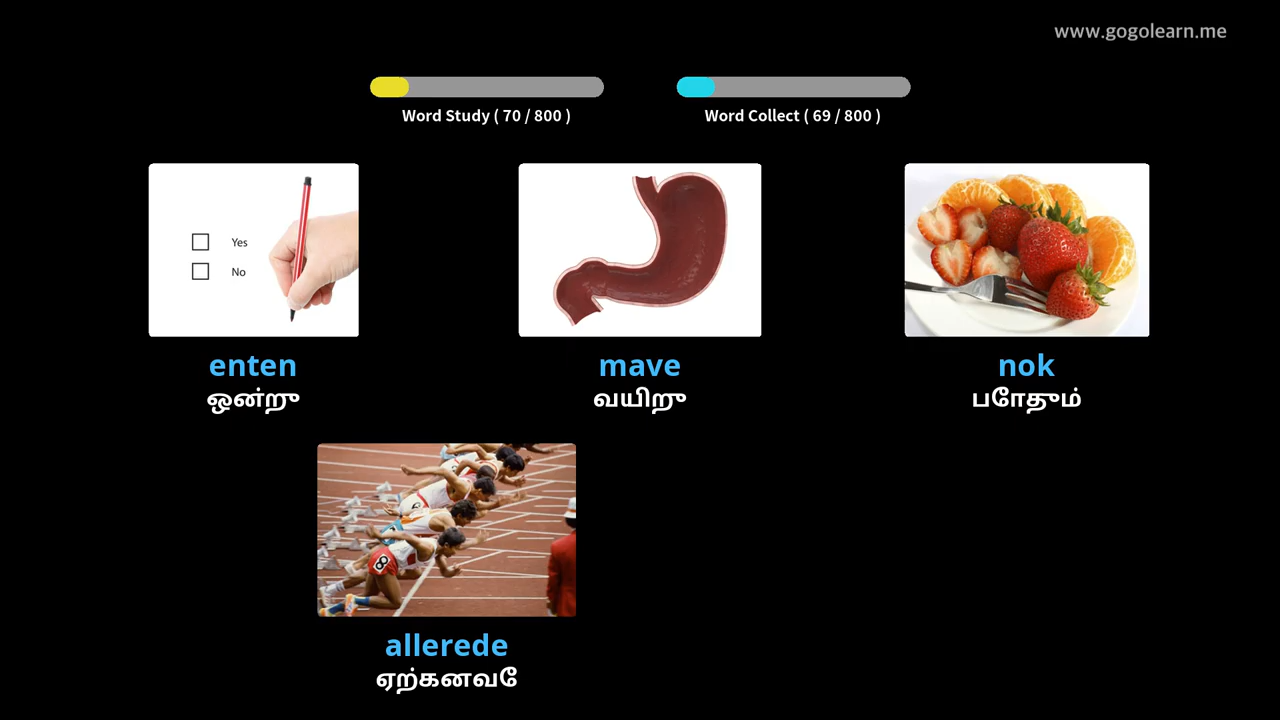 www.gogolearn.me
Word Study ( 70 / 800 )
Word Collect ( 69 / 800 )
Yes
No
enten
ஒன்று
mave
வயிறு
nok
போதும்
8
allerede
ஏற்கனவே